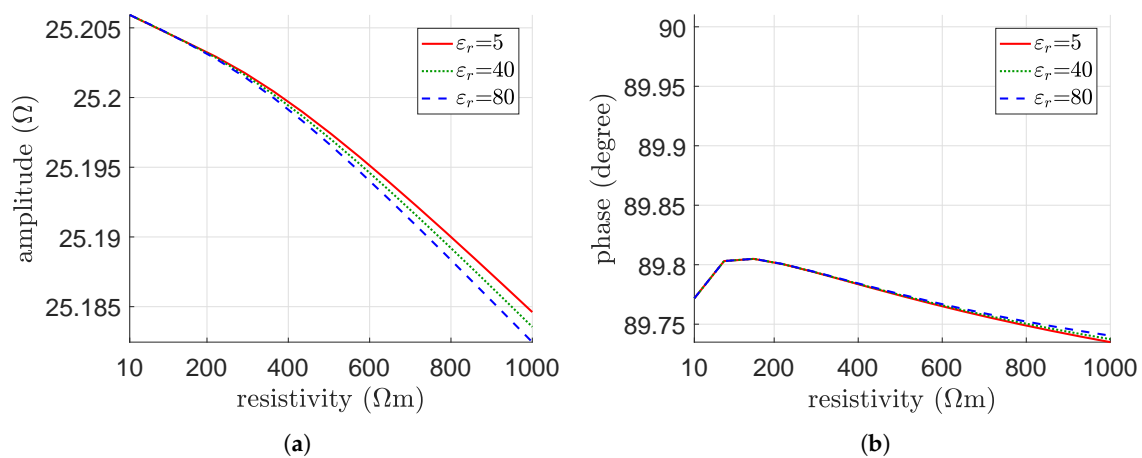 25.205
25.2
25.195
25.19
25.185
amplitude (Ω)
10 200 400 600 800 1000
resistivity (Ωm)
εr=5
εr=40
εr=80
(a)
90
89.95
89.9
89.85
89.8
89.75
phase (degree)
10 200 400 600 800 1000
resistivity (Ωm)
εr=5
εr=40
εr=80
(b)